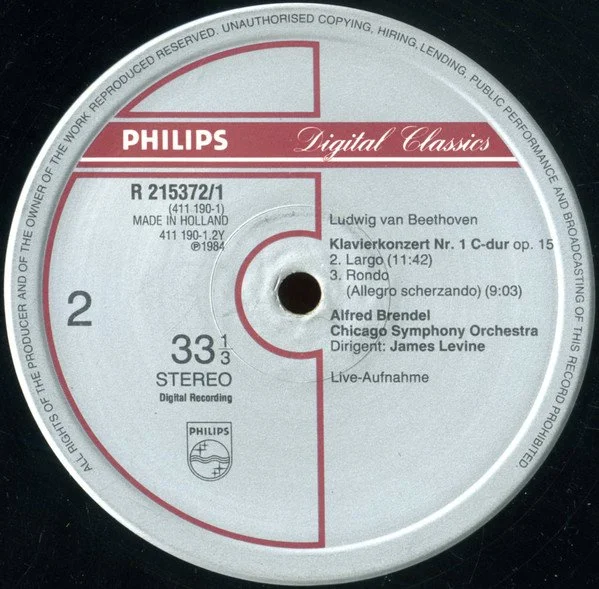 ALL RIGHTS OF THE PRODUCER AND OF THE OWNER OF THE WORK REPRODUCED RESERVED. UNAUTHORISED COPYING, HIRING, LENDING, PUBLIC PERFORMANCE AND BROADCASTING OF THIS RECORD PROHIBITED.
PHILIPS Digital Classics
R 215372/1
(411 190-1)
MADE IN HOLLAND
411 190-1.2Y
℗1984
2
33 1/3
STEREO
Digital Recording
PHILIPS
Ludwig van Beethoven
Klavierkonzert Nr. 1 C-dur op. 15
2. Largo (11:42)
3. Rondo
(Allegro scherzando) (9:03)
Alfred Brendel
Chicago Symphony Orchestra
Dirigent: James Levine
Live-Aufnahme